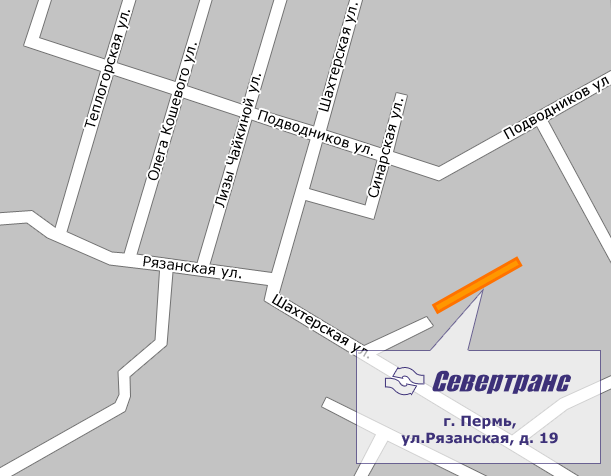 Теплогорская ул.
Олега Кошевого ул.
Лизы Чайкиной ул.
Шахтерская ул.
Подводников ул.
Синарская ул.
Подводников ул.
Рязанская ул.
Шахтерская ул.
Севертранс
г. Пермь,
ул.Рязанская, д. 19